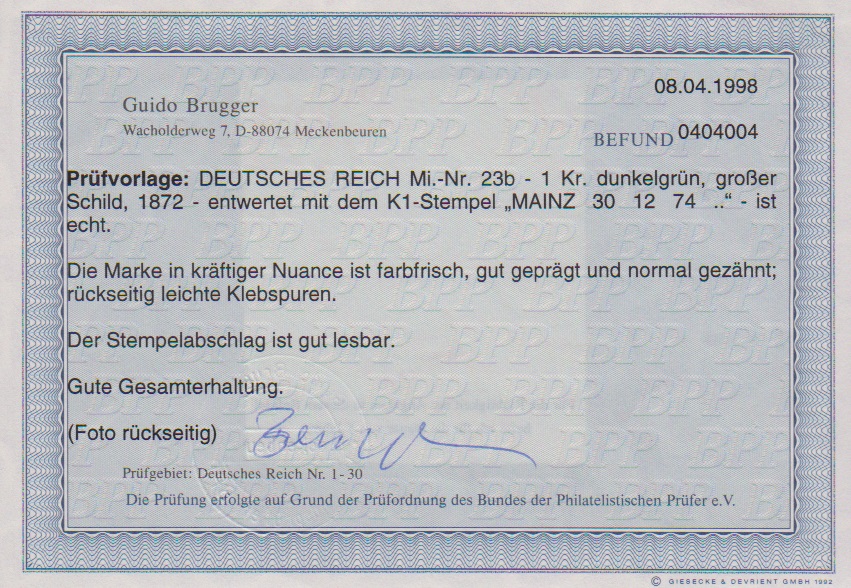 08.04.1998
Guido Brugger
Wacholderweg 7, D-88074 Meckenbeuren
BEFUND 0404004
Prüfvorlage: DEUTSCHES REICH Mi.-Nr. 23b - 1 Kr. dunkelgrün, großer
Schild, 1872 - entwertet mit dem K1-Stempel „MAINZ 30 12 74 ..“ - ist
echt.
Die Marke in kräftiger Nuance ist farbfrisch, gut geprägt und normal gezähnt;
rückseitig leichte Klebspuren.
Der Stempelabschlag ist gut lesbar.
Gute Gesamterhaltung.
(Foto rückseitig)
Prüfgebiet: Deutsches Reich Nr. 1-30
Die Prüfung erfolgte auf Grund der Prüfordnung des Bundes der Philatelistischen Prüfer e.V.
© GIESECKE & DEVRIENT GMBH 1992